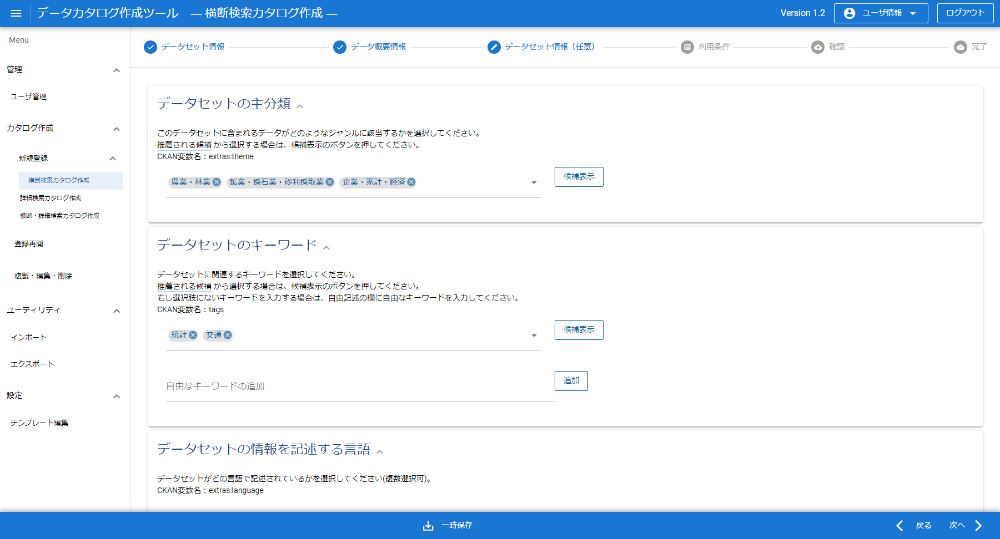 データカタログ作成ツール — 横断検索カタログ作成 —
Version 1.2
ユーザ情報
ログアウト
Menu
管理
ユーザ管理
カタログ作成
新規登録
横断検索カタログ作成
詳細検索カタログ作成
横断・詳細検索カタログ作成
登録再開
複製・編集・削除
ユーティリティ
インポート
エクスポート
設定
テンプレート編集
データセット情報
データ概要情報
データセット情報（任意）
利用条件
確認
完了
データセットの主分類
このデータセットに含まれるデータがどのようなジャンルに該当するかを選択してください。
推薦される候補 から選択する場合は、候補表示のボタンを押してください。
CKAN変数名：extras:theme
農業・林業
鉱業・採石業・砂利採取業
企業・家計・経済
候補表示
データセットのキーワード
データセットに関連するキーワードを選択してください。
推薦される候補 から選択する場合は、候補表示のボタンを押してください。
もし選択肢にないキーワードを入力する場合は、自由記述の欄に自由なキーワードを入力してください。
CKAN変数名：tags
統計
交通
候補表示
自由なキーワードの追加
追加
データセットの情報を記述する言語
データセットがどの言語で記述されているかを選択してください(複数選択可)。
CKAN変数名：extras:language
一時保存
戻る
次へ